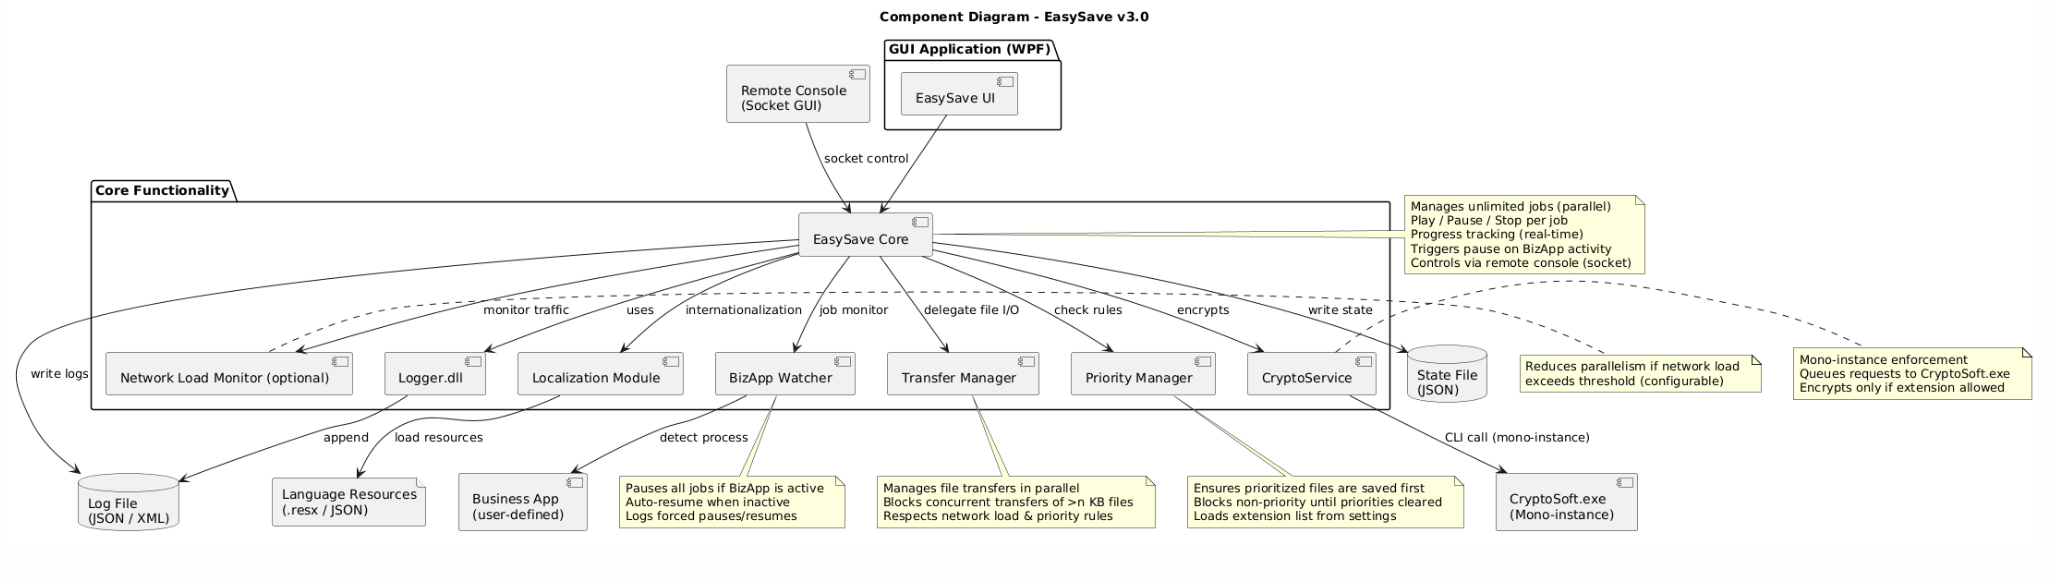 Component Diagram - EasySave v3.0
GUI Application (WPF)
Remote Console
(Socket GUI)
EasySave UI
socket control
Core Functionality
EasySave Core
Manages unlimited jobs (parallel)
Play / Pause / Stop per job
Progress tracking (real-time)
Triggers pause on BizApp activity
Controls via remote console (socket)
monitor traffic
uses
internationalization
job monitor
delegate file I/O
check rules
encrypts
write state
write logs
Network Load Monitor (optional)
Logger.dll
Localization Module
BizApp Watcher
Transfer Manager
Priority Manager
CryptoService
State File
(JSON)
Reduces parallelism if network load
exceeds threshold (configurable)
Mono-instance enforcement
Queues requests to CryptoSoft.exe
Encrypts only if extension allowed
append
load resources
detect process
CLI call (mono-instance)
Log File
(JSON / XML)
Language Resources
(.resx / JSON)
Business App
(user-defined)
Pauses all jobs if BizApp is active
Auto-resume when inactive
Logs forced pauses/resumes
Manages file transfers in parallel
Blocks concurrent transfers of >n KB files
Respects network load & priority rules
Ensures prioritized files are saved first
Blocks non-priority until priorities cleared
Loads extension list from settings
CryptoSoft.exe
(Mono-instance)